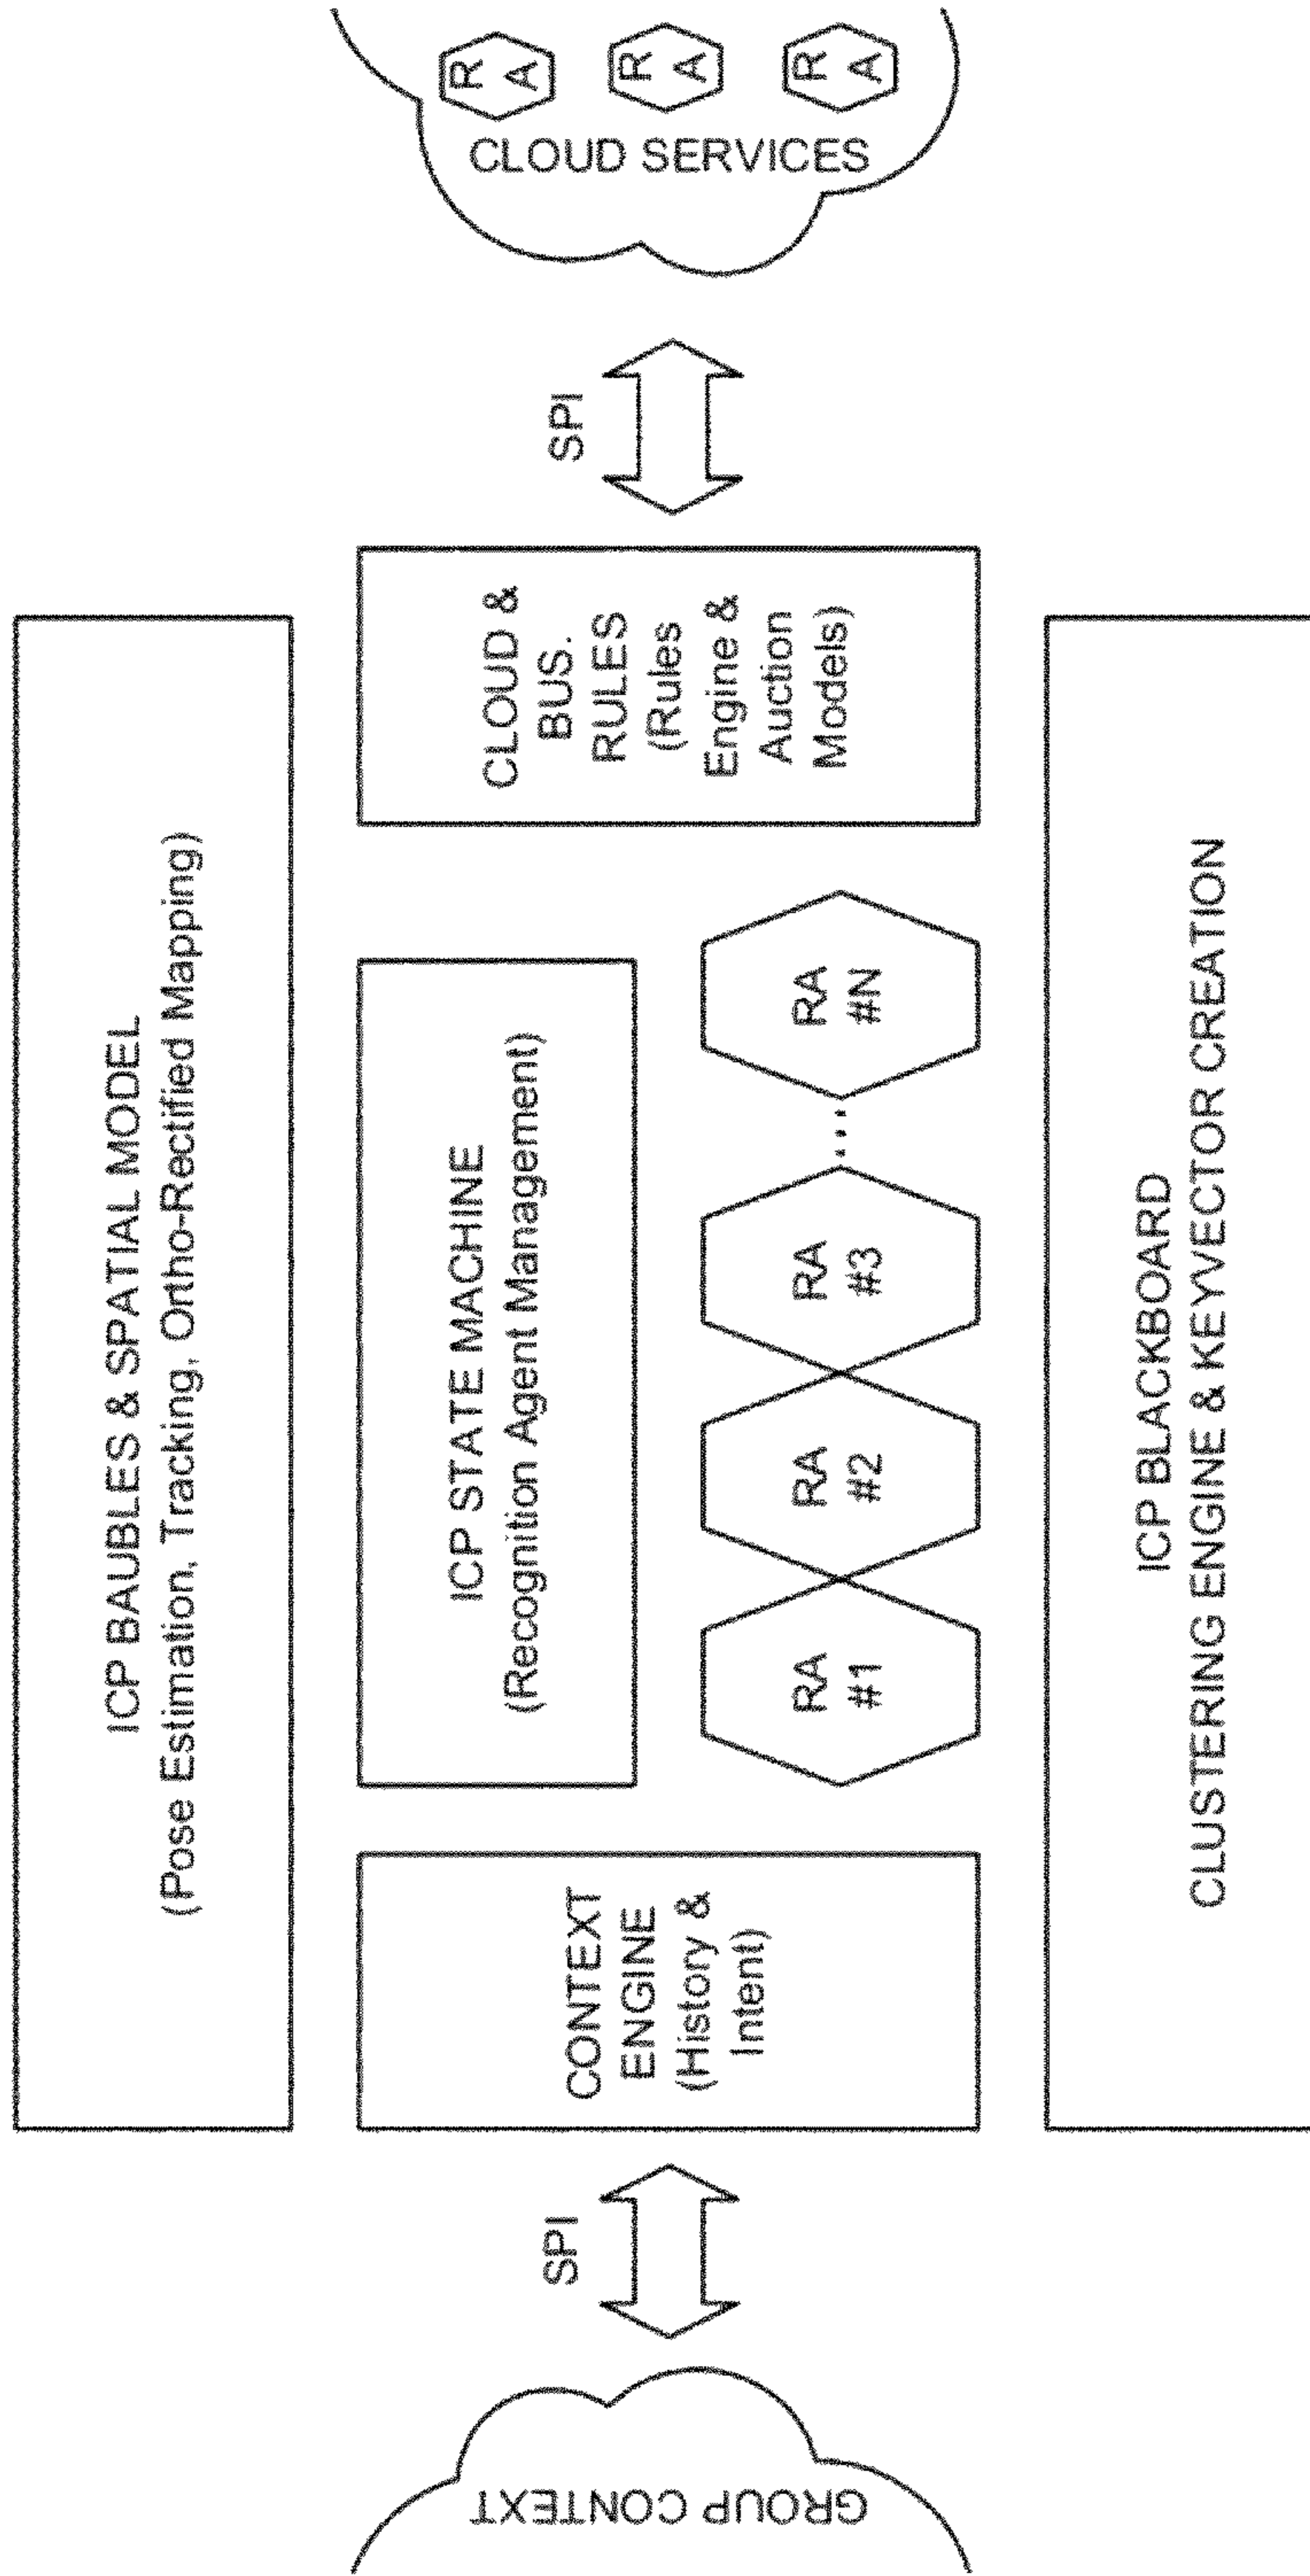 ICP BAUBLES & SPATIAL MODEL
(Pose Estimation, Tracking, Ortho-Rectified Mapping)
GROUP CONTEXT
SPI
CONTEXT
ENGINE
(History &
Intent)
ICP STATE MACHINE
(Recognition Agent Management)
RA
#1
RA
#2
RA
#3
....
RA
#N
CLOUD &
BUS.
RULES
(Rules
Engine &
Auction
Models)
SPI
CLOUD SERVICES
R
A
R
A
R
A
ICP BLACKBOARD
CLUSTERING ENGINE & KEYVECTOR CREATION